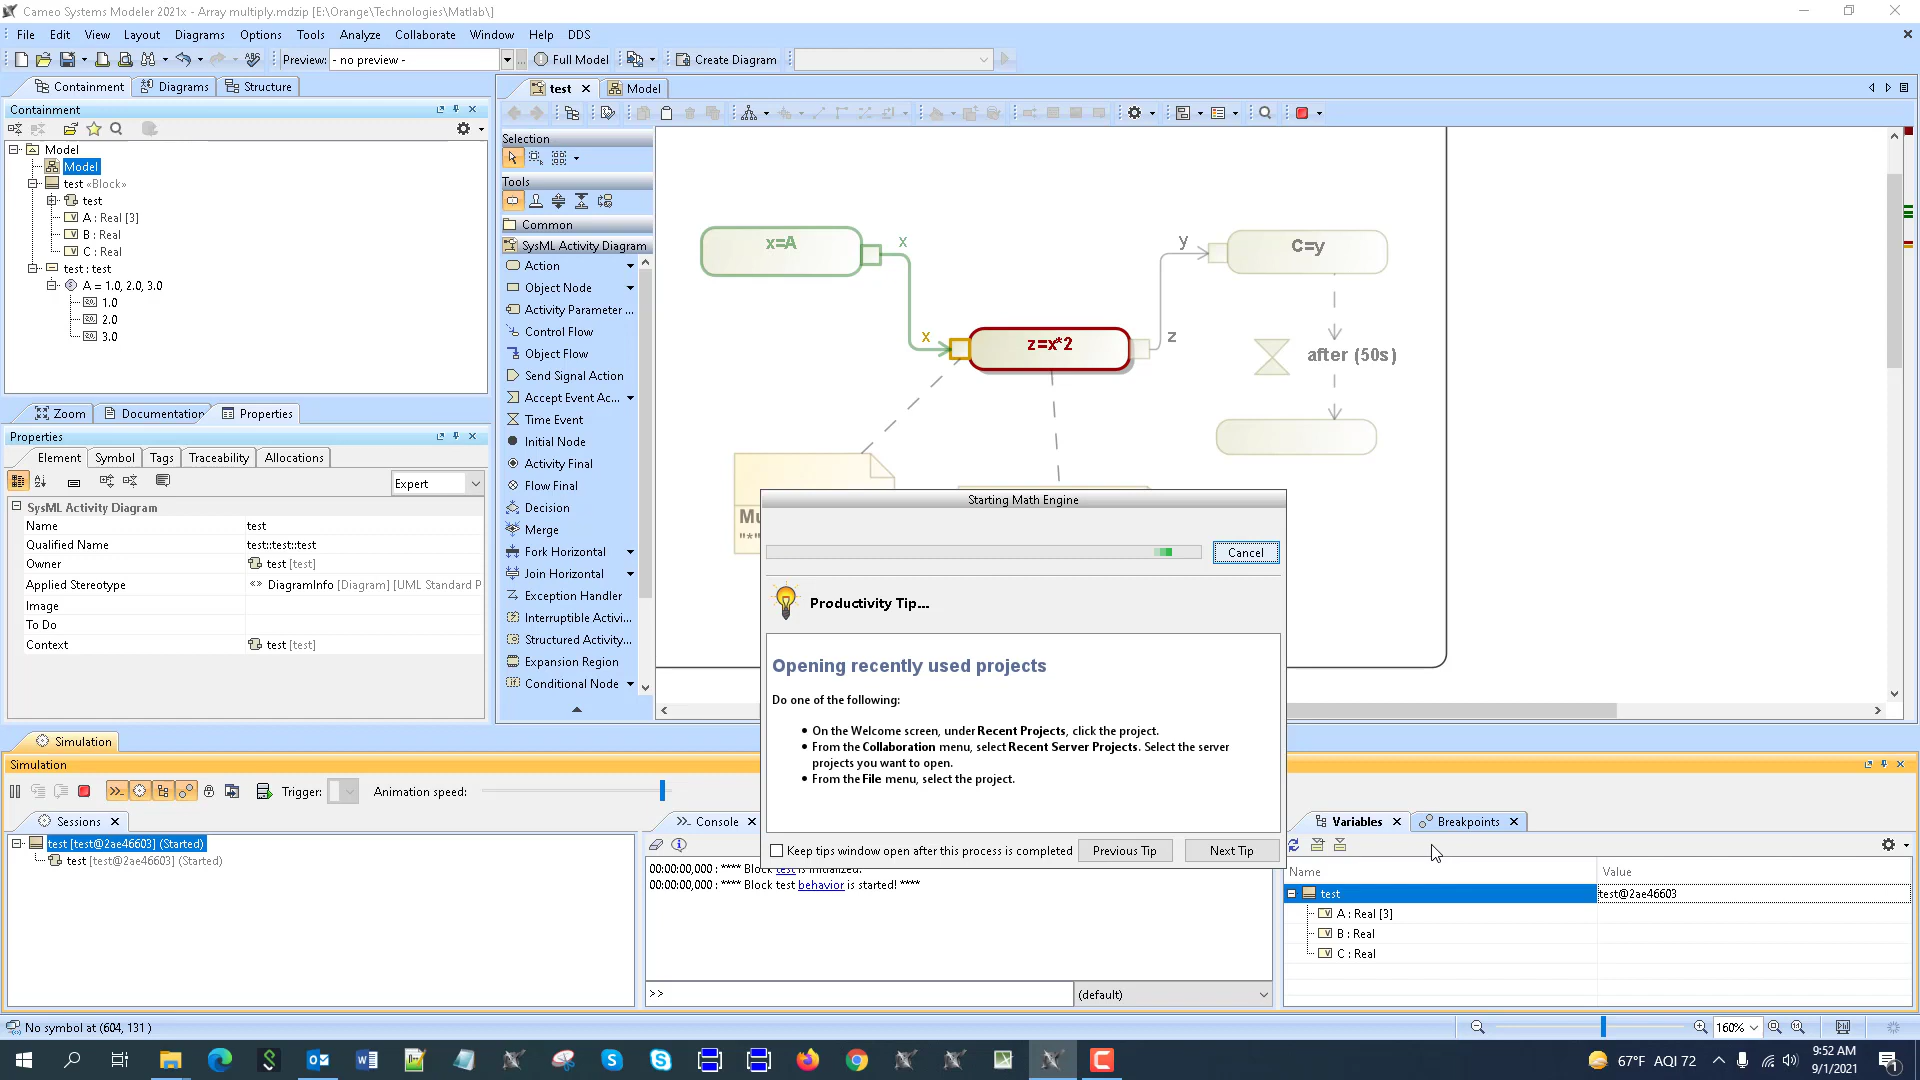 Cameo Systems Modeler 2021x - Array multiply.mdzip [E:\Orange\Technologies\Matlab\]
File Edit View Layout Diagrams Options Tools Analyze Collaborate Window Help DDS
Preview: - no preview - Full Model Create Diagram
Containment Diagrams Structure
test Model
Containment
Model
Model
test «Block»
test
A : Real [3]
B : Real
C : Real
test : test
A = 1.0, 2.0, 3.0
1.0
2.0
3.0
Zoom Documentation Properties
Properties
Element Symbol Tags Traceability Allocations
Expert
SysML Activity Diagram
Name test
Qualified Name test::test::test
Owner test [test]
Applied Stereotype «» DiagramInfo [Diagram] [UML Standard P
Image
To Do
Context test [test]
Selection
Tools
Common
SysML Activity Diagram
Action
Object Node
Activity Parameter ...
Control Flow
Object Flow
Send Signal Action
Accept Event Ac...
Time Event
Initial Node
Activity Final
Flow Final
Decision
Merge
Fork Horizontal
Join Horizontal
Exception Handler
Interruptible Activi...
Structured Activity...
Expansion Region
Conditional Node
x=A
x
x
z=x*2
z
y
C=y
after (50s)
Mu
"*"
Starting Math Engine
Cancel
Productivity Tip...
Opening recently used projects
Do one of the following:
• On the Welcome screen, under Recent Projects, click the project.
• From the Collaboration menu, select Recent Server Projects. Select the server
projects you want to open.
• From the File menu, select the project.
Keep tips window open after this process is completed Previous Tip Next Tip
Simulation
Simulation
Trigger: Animation speed:
Sessions
test [test@2ae46603] (Started)
test [test@2ae46603] (Started)
Console
00:00:00,000 : **** Block test is initialized.
00:00:00,000 : **** Block test behavior is started! ****
>> (default)
Variables Breakpoints
Name Value
test test@2ae46603
A : Real [3]
B : Real
C : Real
No symbol at (604, 131 )
160%
67°F AQI 72
9:52 AM
9/1/2021
1